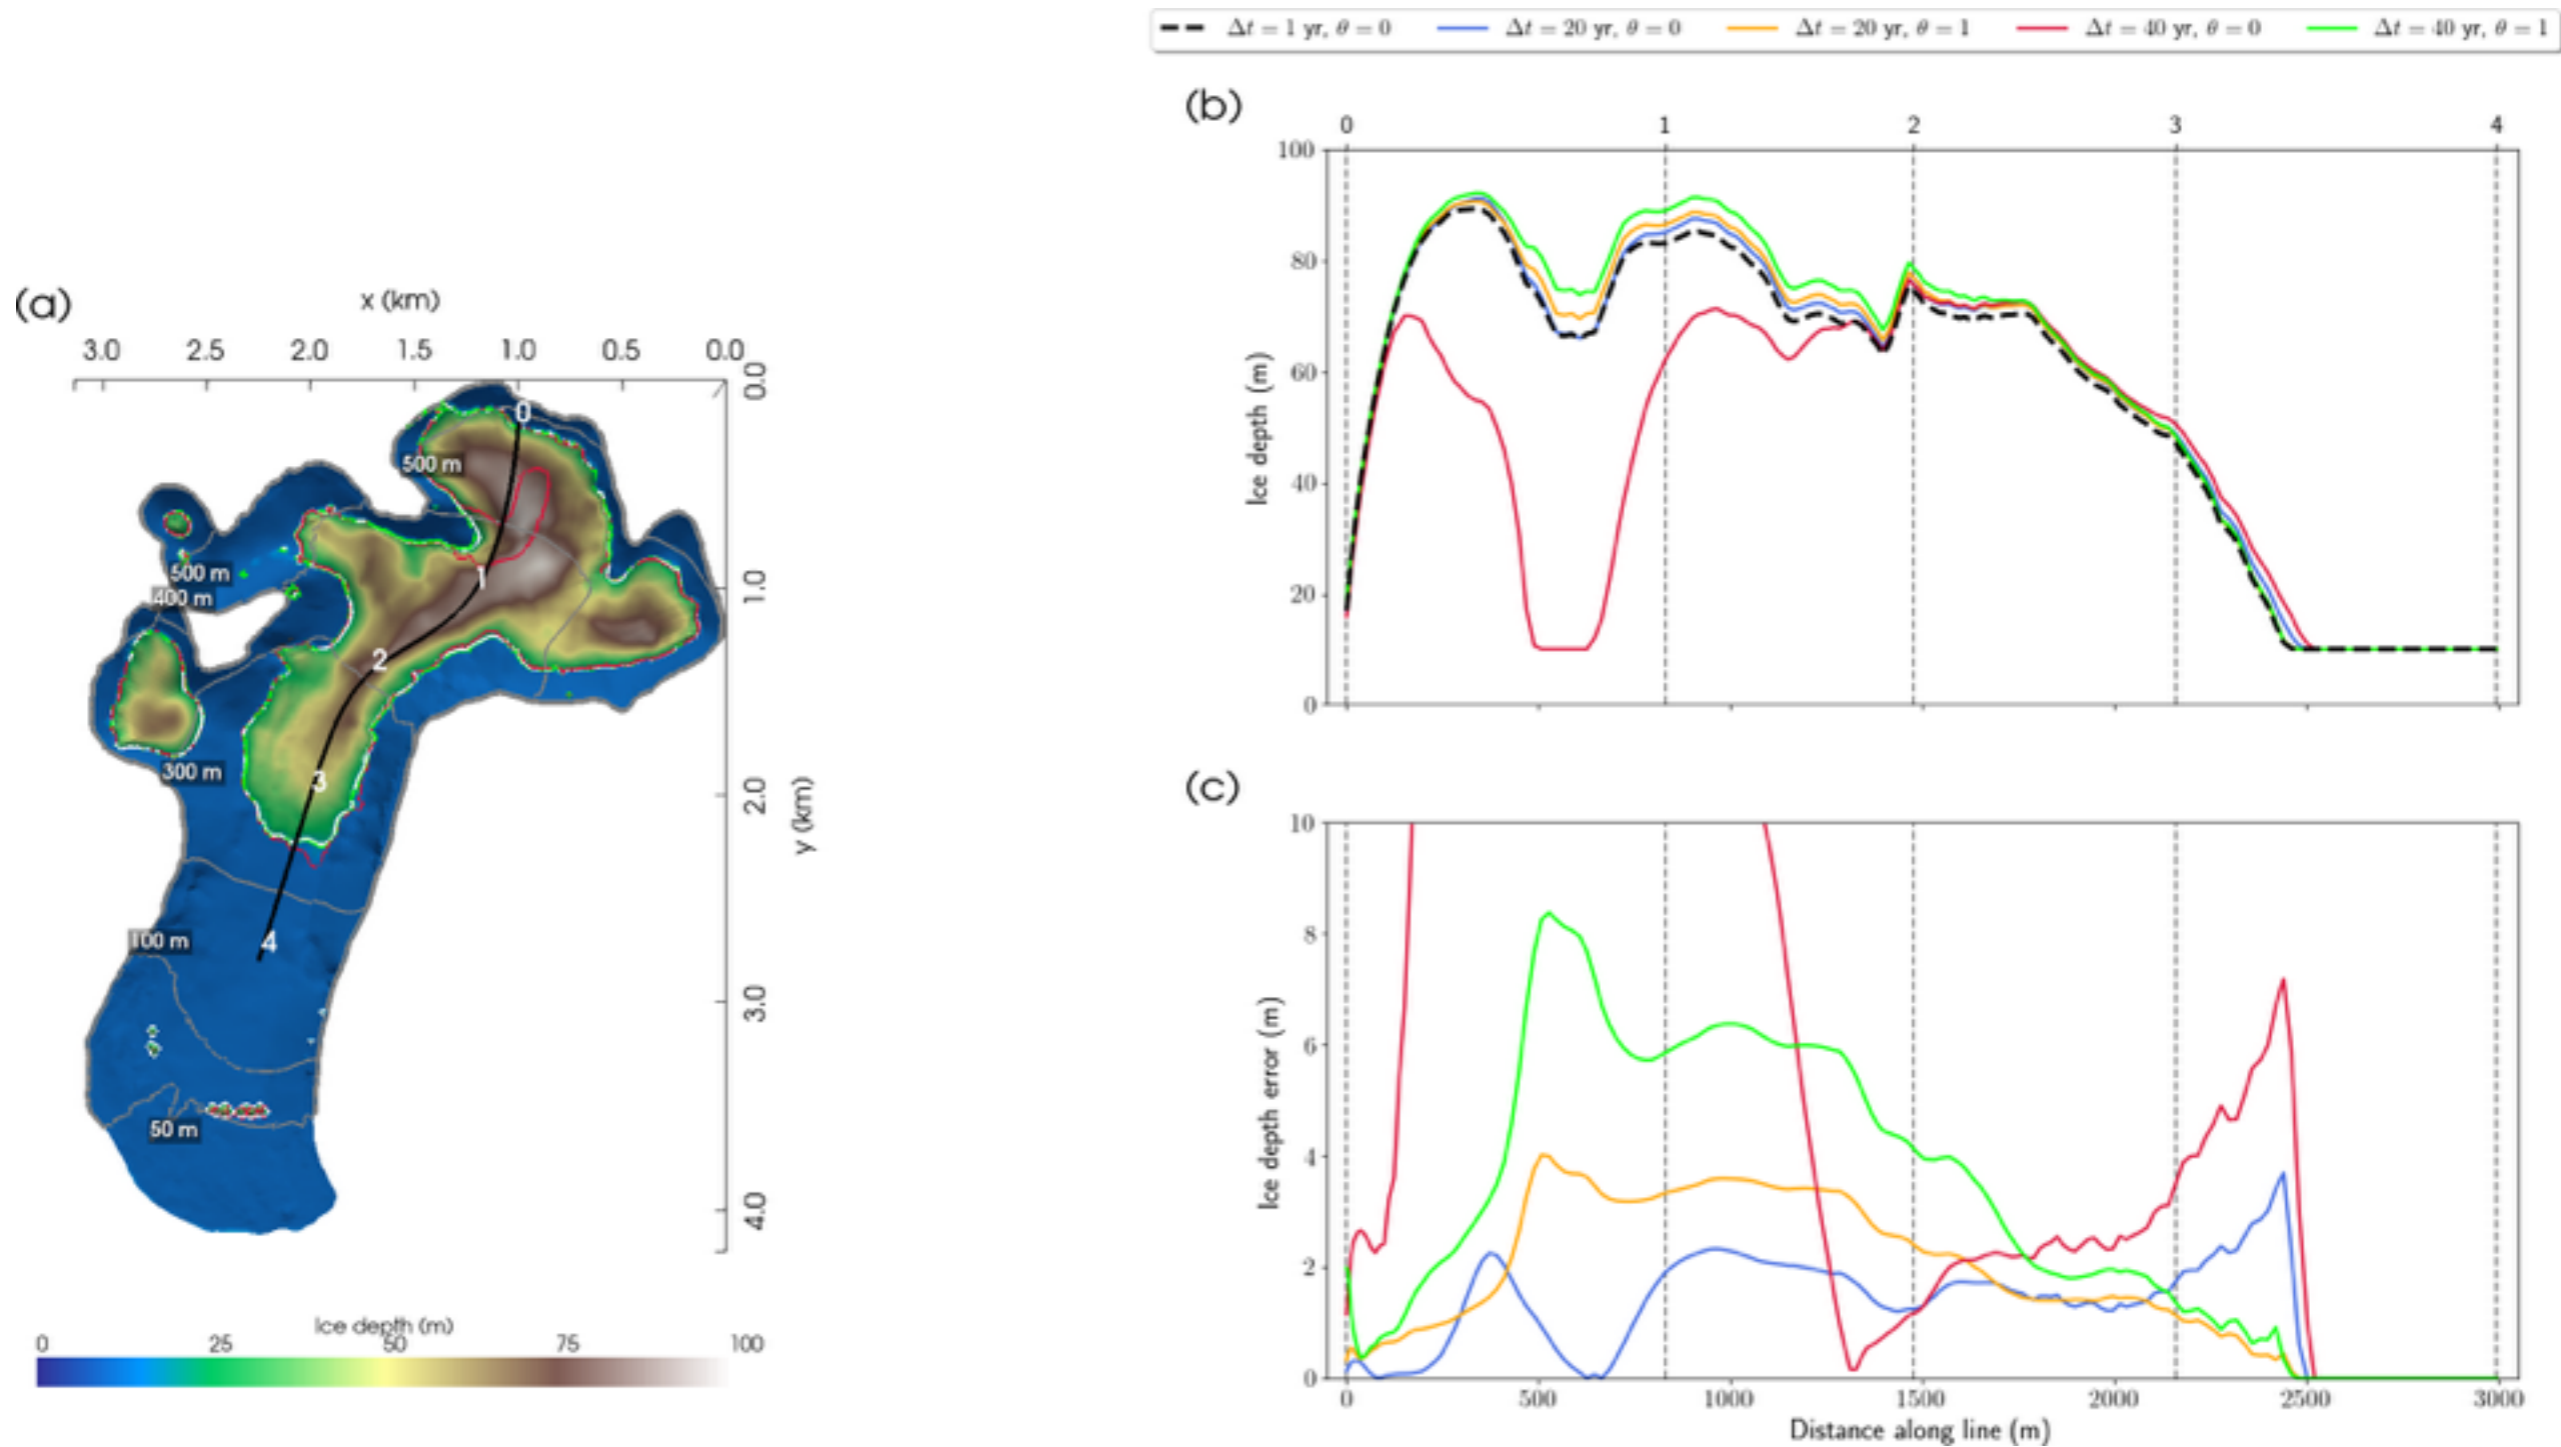 Δt = 1 yr, θ = 0 Δt = 20 yr, θ = 0 Δt = 20 yr, θ = 1 Δt = 40 yr, θ = 0 Δt = 40 yr, θ = 1
(a)
x (km)
3.0 2.5 2.0 1.5 1.0 0.5 0.0
0.0
1.0
2.0
3.0
4.0
y (km)
0
500 m
500 m
400 m
1
2
300 m
3
100 m
4
50 m
Ice depth (m)
0 25 50 75 100
(b)
0 1 2 3 4
100
80
60
40
20
0
Ice depth (m)
(c)
10
8
6
4
2
0
Ice depth error (m)
0 500 1000 1500 2000 2500 3000
Distance along line (m)